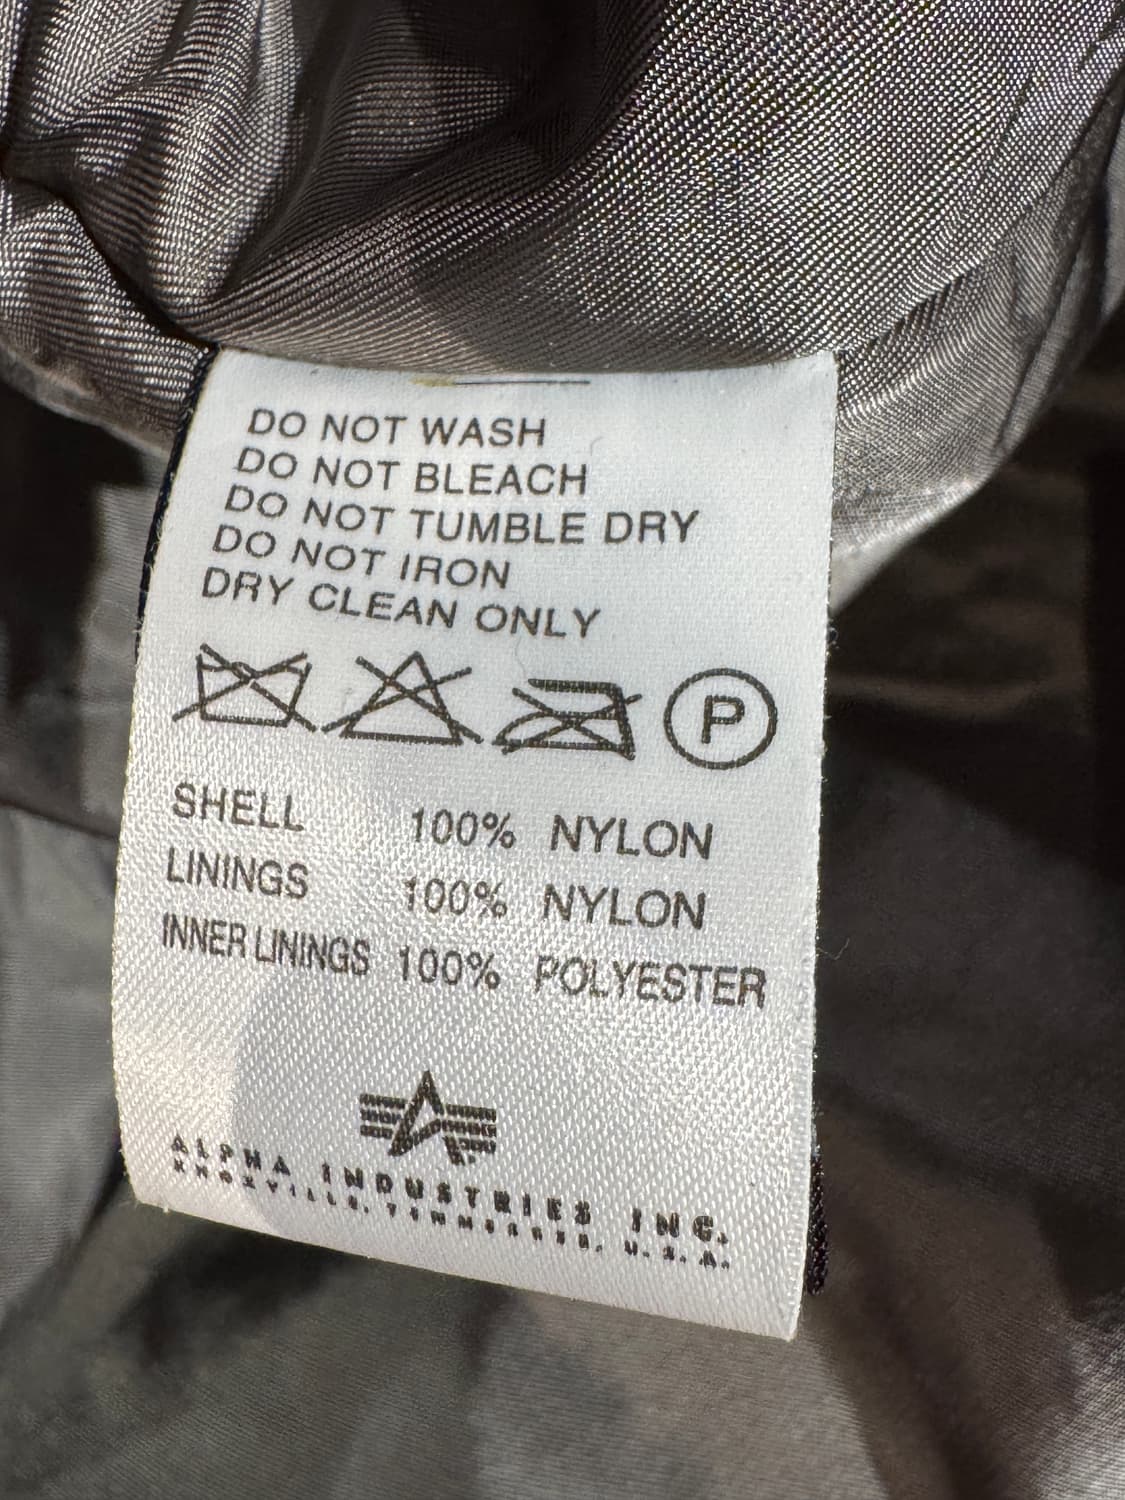 DO NOT WASH
DO NOT BLEACH
DO NOT TUMBLE DRY
DO NOT IRON
DRY CLEAN ONLY
P
SHELL 100% NYLON
LININGS 100% NYLON
INNER LININGS 100% POLYESTER
ALPHA INDUSTRIES INC.
KNOXVILLE, TENNESSEE, U.S.A.